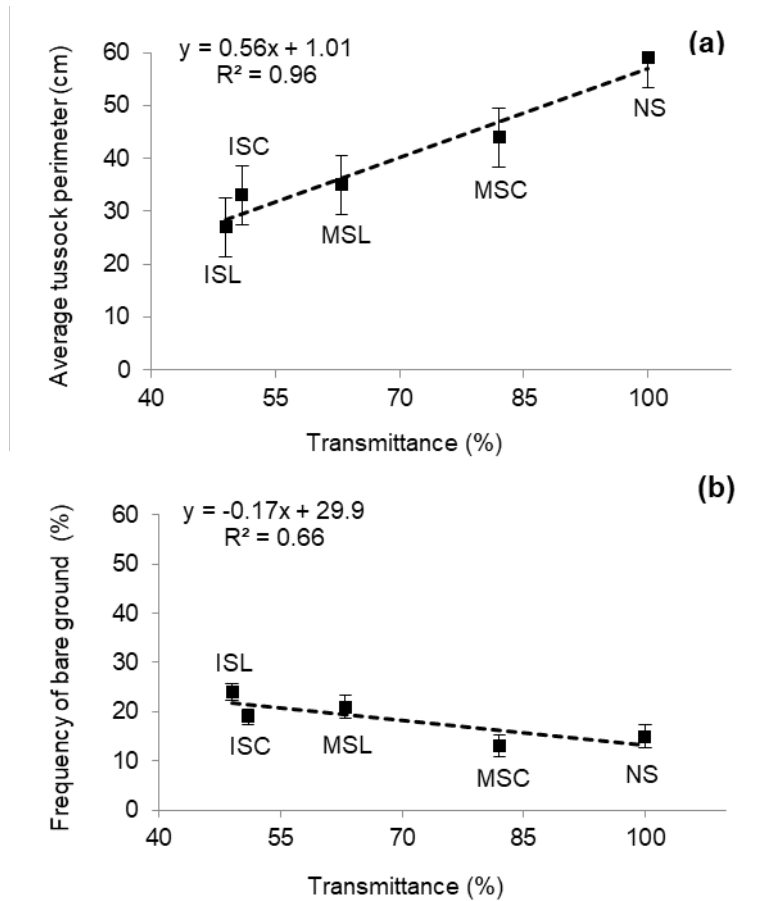 (a)
y = 0.56x + 1.01
R² = 0.96
Average tussock perimeter (cm)
60
50
40
30
20
10
0
ISC
ISL
MSL
MSC
NS
40 55 70 85 100
Transmittance (%)
(b)
y = -0.17x + 29.9
R² = 0.66
Frequency of bare ground (%)
60
50
40
30
20
10
0
ISL
ISC
MSL
MSC
NS
40 55 70 85 100
Transmittance (%)